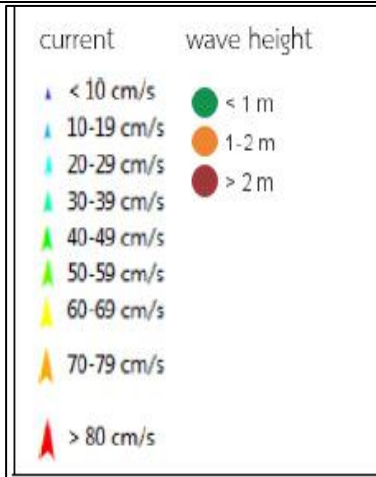 current
< 10 cm/s
10-19 cm/s
20-29 cm/s
30-39 cm/s
40-49 cm/s
50-59 cm/s
60-69 cm/s
70-79 cm/s
> 80 cm/s
wave height
< 1 m
1-2 m
> 2 m